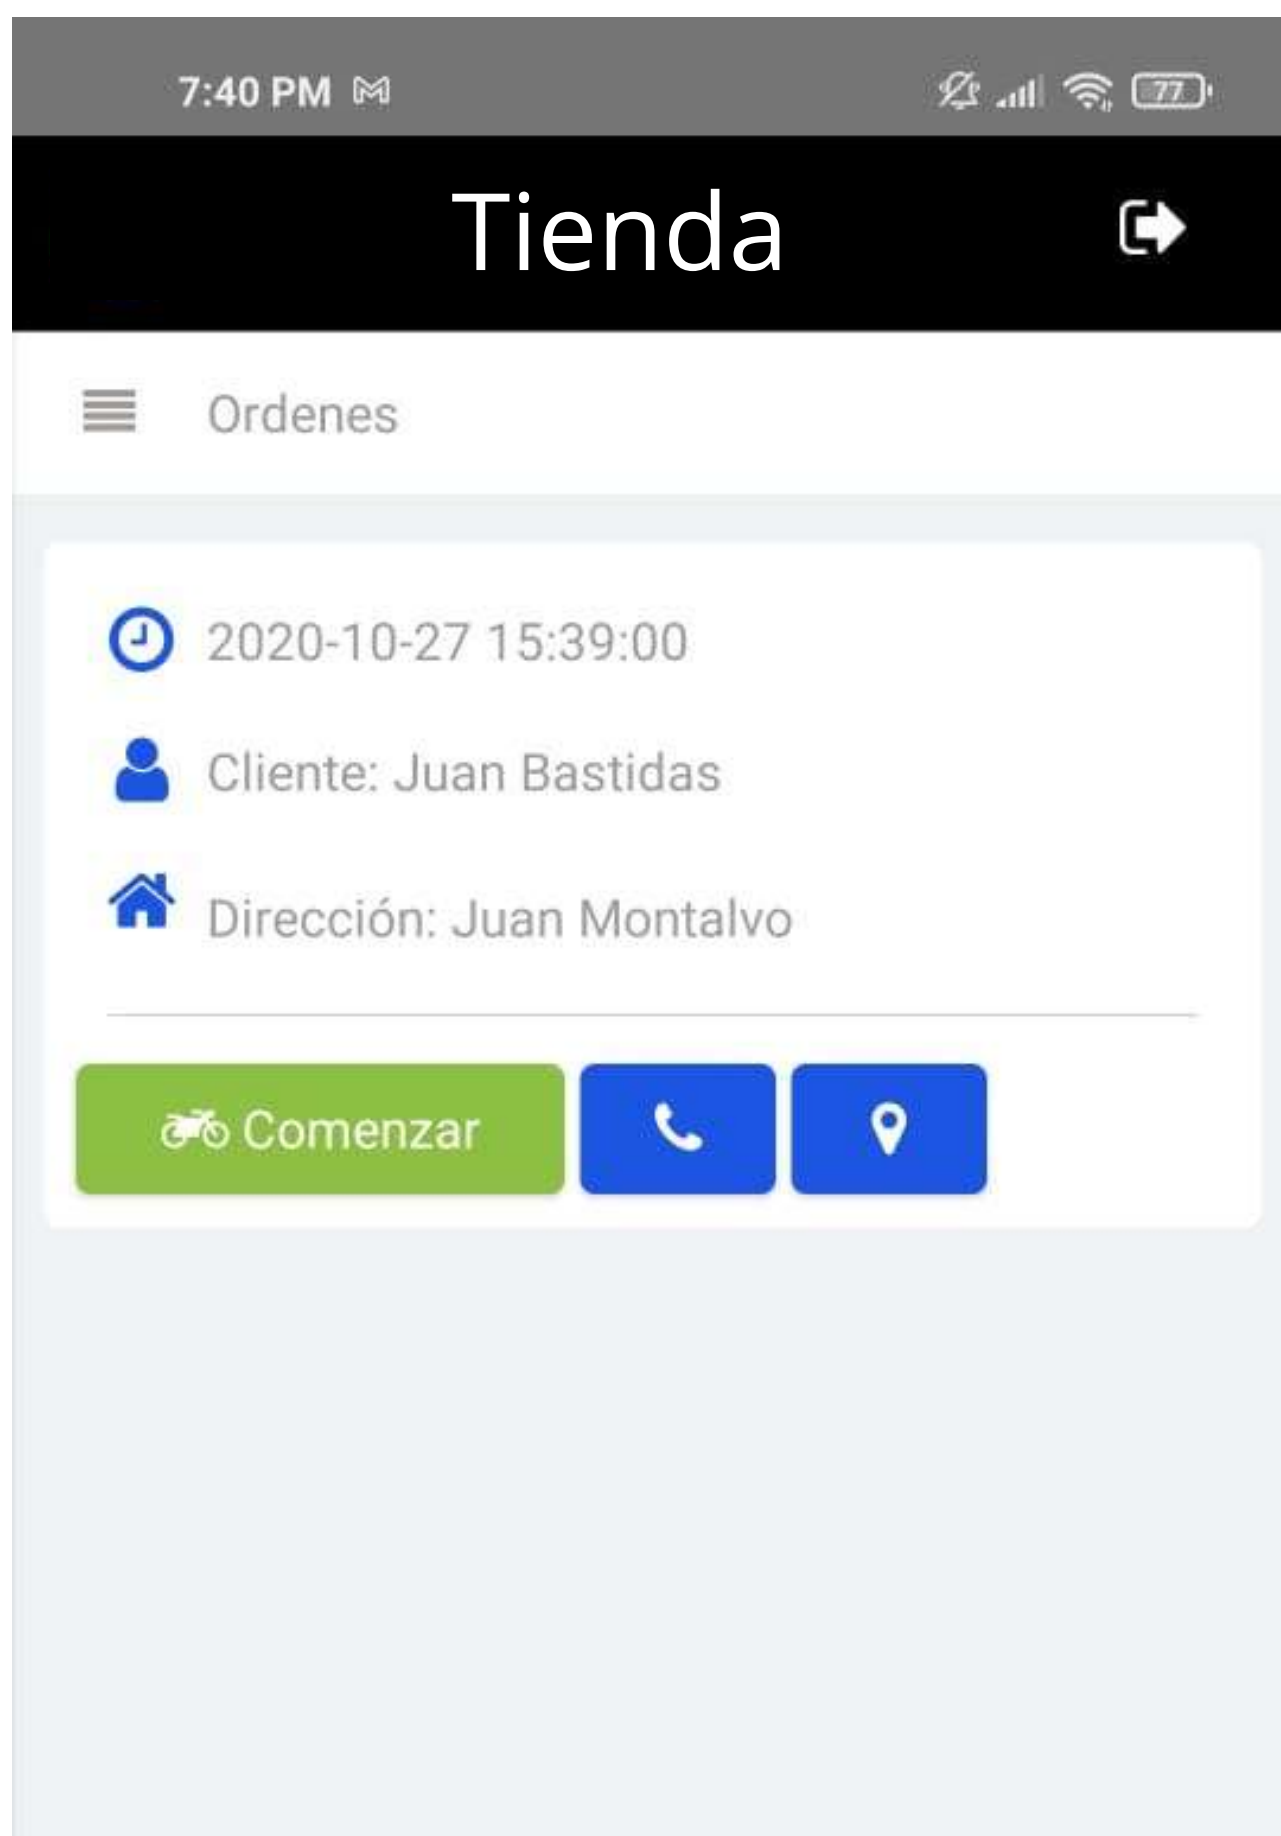 7:40 PM
77
Tienda
Ordenes
2020-10-27 15:39:00
Cliente: Juan Bastidas
Dirección: Juan Montalvo
Comenzar